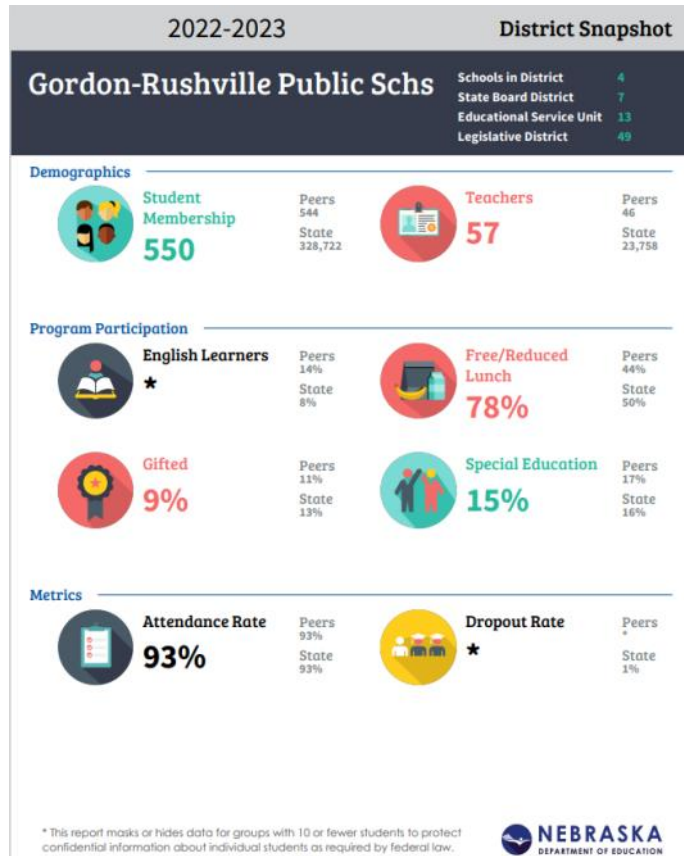 2022-2023
District Snapshot
Gordon-Rushville Public Schs
Schools in District 4
State Board District 7
Educational Service Unit 13
Legislative District 49
Demographics
Student
Membership
550
Peers
544
State
328,722
Teachers
57
Peers
46
State
23,758
Program Participation
English Learners
*
Peers
14%
State
8%
Free/Reduced
Lunch
78%
Peers
44%
State
50%
Gifted
9%
Peers
11%
State
13%
Special Education
15%
Peers
17%
State
16%
Metrics
Attendance Rate
93%
Peers
93%
State
93%
Dropout Rate
*
Peers
*
State
1%
* This report masks or hides data for groups with 10 or fewer students to protect
confidential information about individual students as required by federal law.
NEBRASKA
DEPARTMENT OF EDUCATION